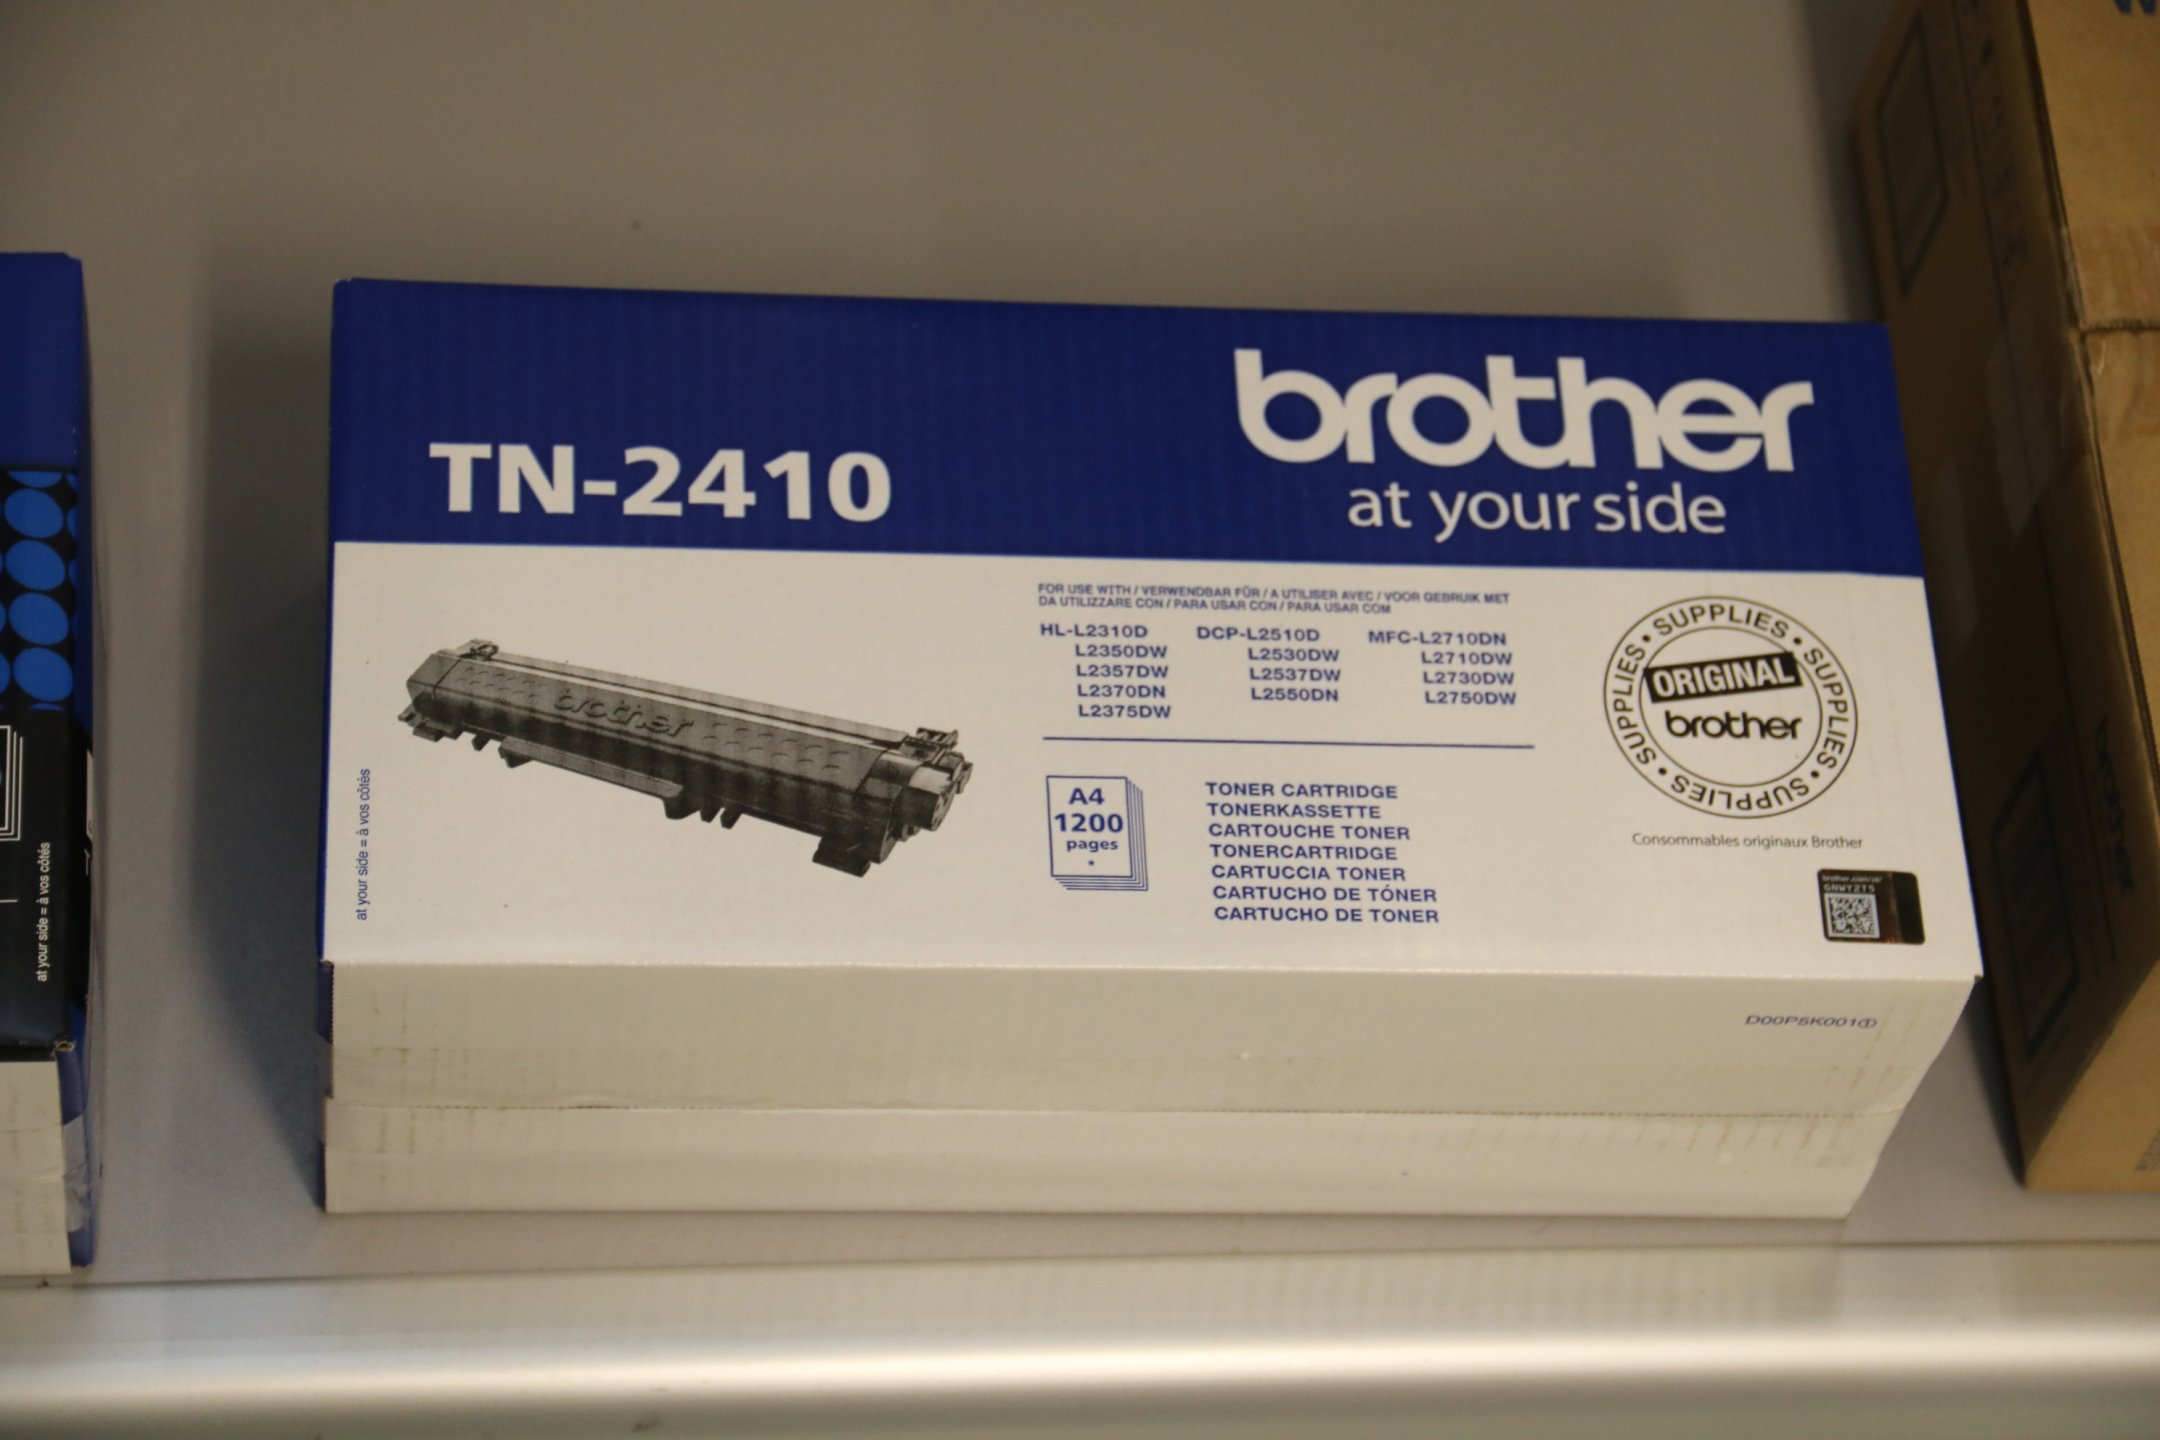 TN-2410
brother
at your side
FOR USE WITH / VERWENDBAR FÜR / A UTILISER AVEC / VOOR GEBRUIK MET
DA UTILIZZARE CON / PARA USAR CON / PARA USAR COM
HL-L2310D DCP-L2510D MFC-L2710DN
L2350DW L2530DW L2710DW
L2357DW L2537DW L2730DW
L2370DN L2550DN L2750DW
L2375DW
brother
at your side = à vos côtés
A4
1200
pages
*
TONER CARTRIDGE
TONERKASSETTE
CARTOUCHE TONER
TONERCARTRIDGE
CARTUCCIA TONER
CARTUCHO DE TÓNER
CARTUCHO DE TONER
SUPPLIES • SUPPLIES • SUPPLIES • SUPPLIES •
ORIGINAL
brother
Consommables originaux Brother
GNWY2T5
D00P5K001①
at your side = à vos côtés
brother